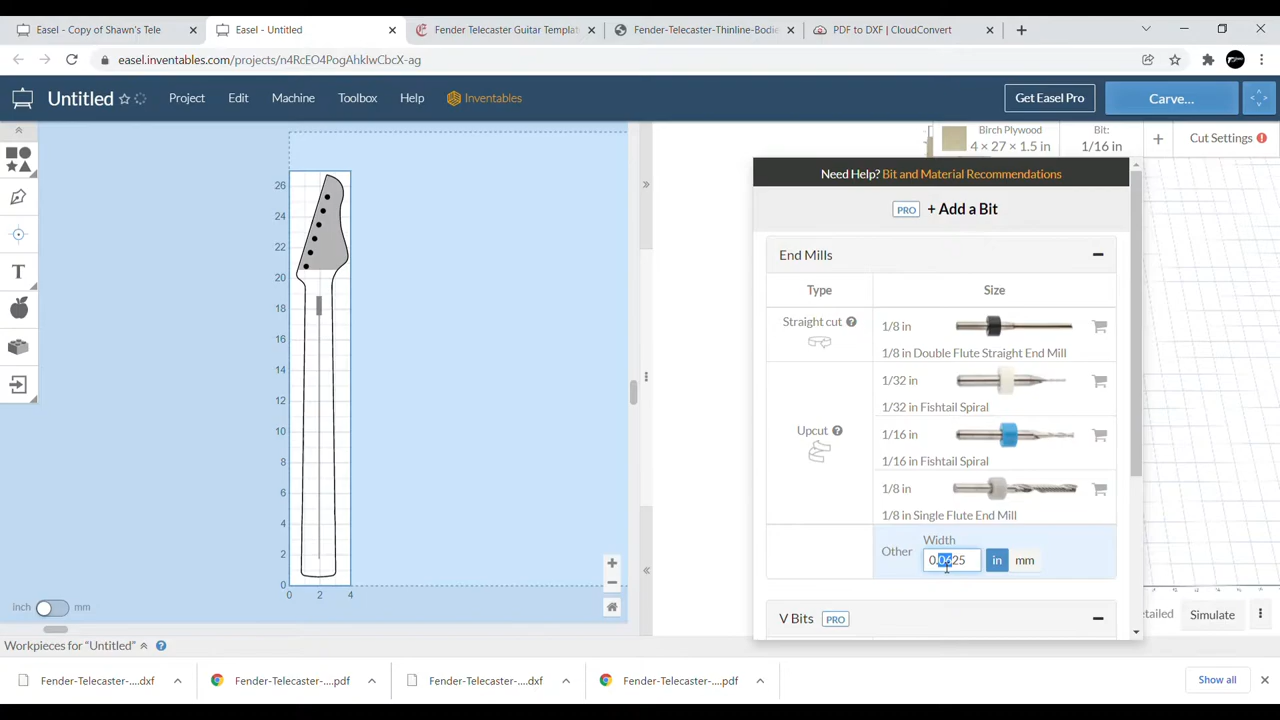 Easel - Copy of Shawn's Tele
Easel - Untitled
Fender Telecaster Guitar Templat
Fender-Telecaster-Thinline-Bodie
PDF to DXF | CloudConvert
easel.inventables.com/projects/n4RcEO4PogAhklwCbcX-ag
Untitled
Project
Edit
Machine
Toolbox
Help
Inventables
Get Easel Pro
Carve...
Birch Plywood
4 × 27 × 1.5 in
Bit:
1/16 in
Cut Settings
Need Help? Bit and Material Recommendations
PRO + Add a Bit
End Mills
Type
Size
Straight cut
1/8 in
1/8 in Double Flute Straight End Mill
Upcut
1/32 in
1/32 in Fishtail Spiral
1/16 in
1/16 in Fishtail Spiral
1/8 in
1/8 in Single Flute End Mill
Other
Width
0.0625
in
mm
V Bits PRO
26
24
22
20
18
16
14
12
10
8
6
4
2
0
0 2 4
T
Inch
mm
etailed
Simulate
Workpieces for "Untitled"
Fender-Telecaster-....dxf
Fender-Telecaster-....pdf
Fender-Telecaster-....dxf
Fender-Telecaster-....pdf
Show all